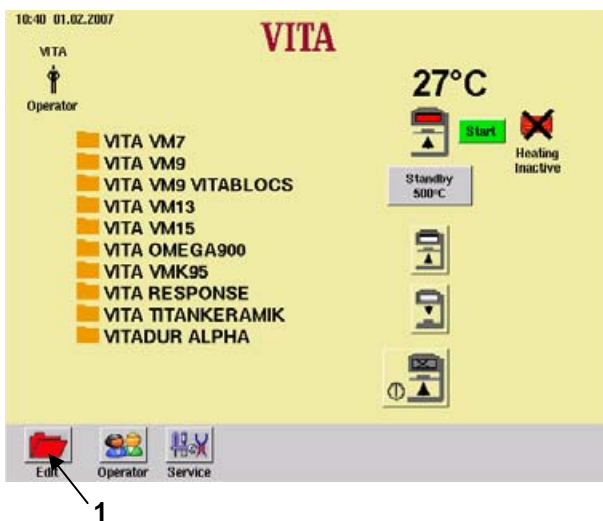 10:40 01.02.2007
VITA
VITA
Operator
27°C
Start
Heating
Inactive
Standby
500°C
VITA VM7
VITA VM9
VITA VM9 VITABLOCS
VITA VM13
VITA VM15
VITA OMEGA900
VITA VMK95
VITA RESPONSE
VITA TITANKERAMIK
VITADUR ALPHA
Edit
Operator
Service
1